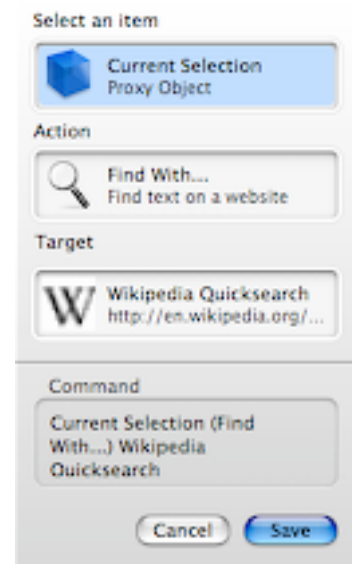 Select an item
Current Selection
Proxy Object
Action
Find With...
Find text on a website
Target
W
Wikipedia Quicksearch
http://en.wikipedia.org/...
Command
Current Selection (Find
With...) Wikipedia
Quicksearch
Cancel
Save